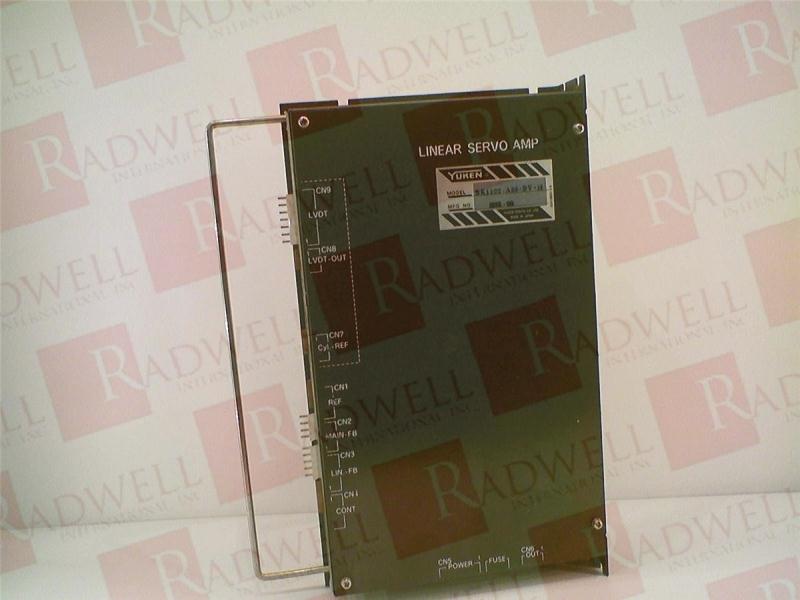 LINEAR SERVO AMP
YUKEN
MODEL
MFG NO.
CN9
LVDT
CN8
LVDT-OUT
CN7
Cyl.-REF
CN1
REF
CN2
MAIN-FB
CN3
LIN.-FB
CN4
CONT
CN5
POWER
FUSE
CN6
OUT
RADWELL
INTERNATIONAL, INC.